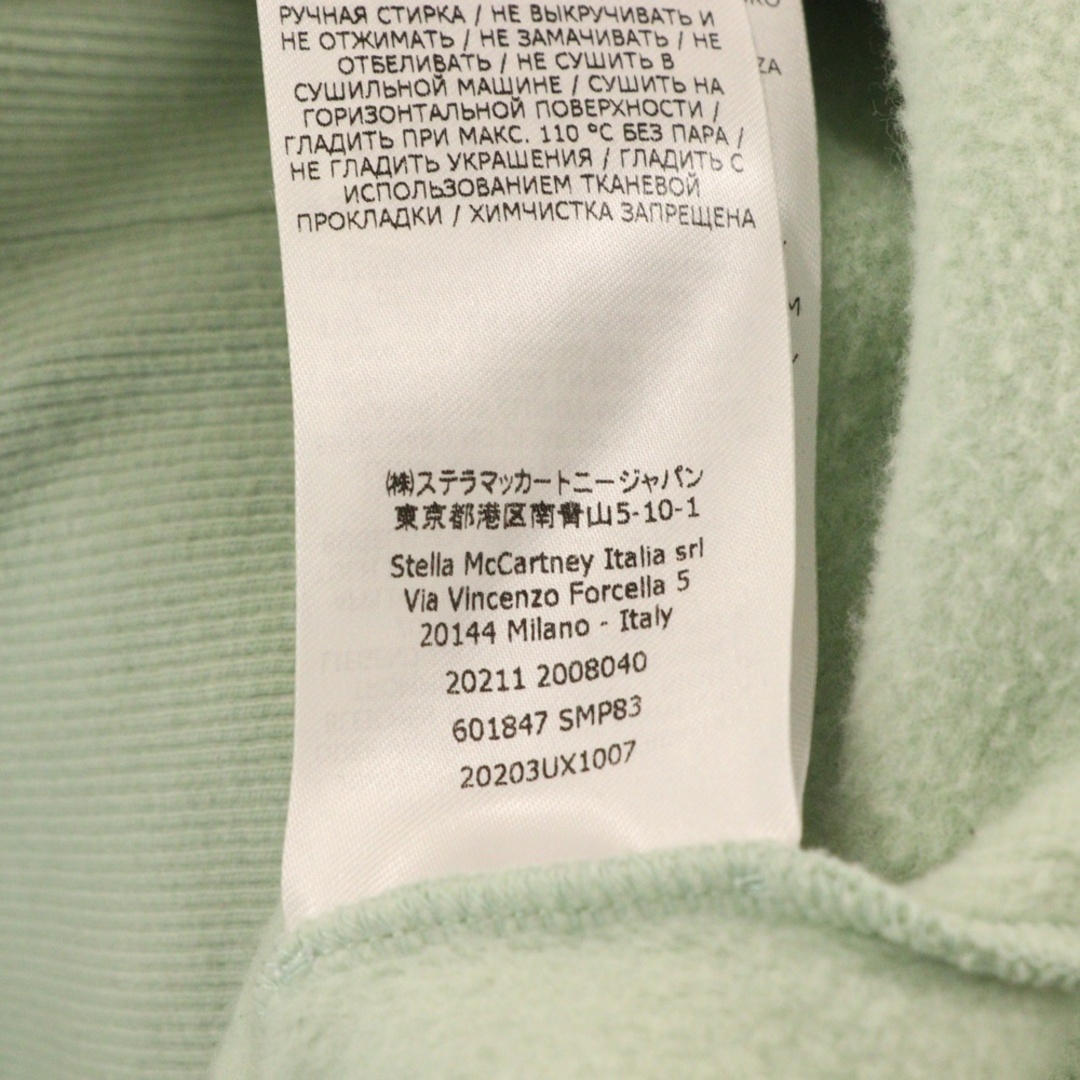 РУЧНАЯ СТИРКА / НЕ ВЫКРУЧИВАТЬ И
НЕ ОТЖИМАТЬ / НЕ ЗАМАЧИВАТЬ / НЕ
ОТБЕЛИВАТЬ / НЕ СУШИТЬ В
СУШИЛЬНОЙ МАШИНЕ / СУШИТЬ НА
ГОРИЗОНТАЛЬНОЙ ПОВЕРХНОСТИ /
ГЛАДИТЬ ПРИ МАКС. 110 °C БЕЗ ПАРА /
НЕ ГЛАДИТЬ УКРАШЕНИЯ / ГЛАДИТЬ С
ИСПОЛЬЗОВАНИЕМ ТКАНЕВОЙ
ПРОКЛАДКИ / ХИМЧИСТКА ЗАПРЕЩЕНА
㈱ステラマッカートニージャパン
東京都港区南青山5-10-1
Stella McCartney Italia srl
Via Vincenzo Forcella 5
20144 Milano - Italy
20211 2008040
601847 SMP83
20203UX1007